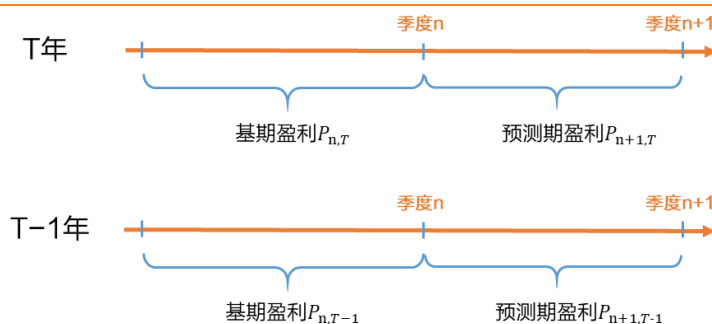 季度n 季度n+1
T年
基期盈利P_{n,T} 预测期盈利P_{n+1,T}
季度n 季度n+1
T−1年
基期盈利P_{n,T−1} 预测期盈利P_{n+1,T-1}